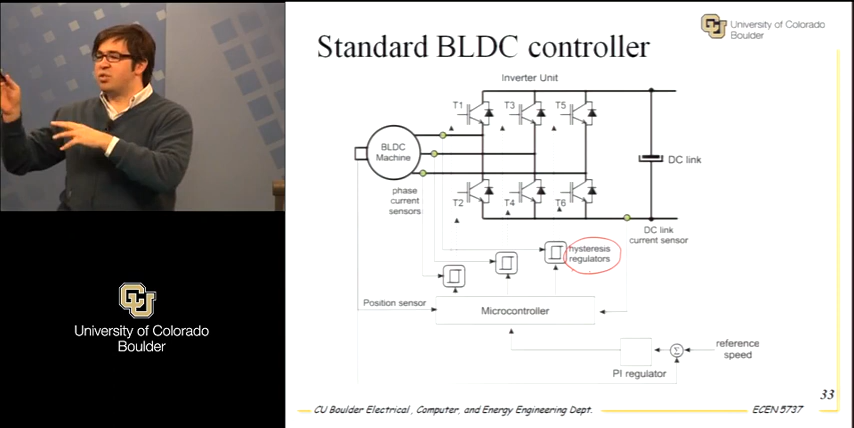 Standard BLDC controller
CU
University of Colorado
Boulder
Inverter Unit
T1
T3
T5
BLDC
Machine
DC link
phase
current
sensors
T2
T4
T6
DC link
current sensor
hysteresis
regulators
Position sensor
Microcontroller
Σ
reference
speed
PI regulator
33
CU Boulder Electrical, Computer, and Energy Engineering Dept.
ECEN 5737
CU
University of Colorado
Boulder